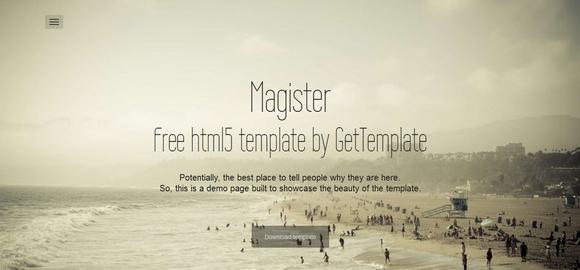 Magister
Free html5 template by GetTemplate
Potentially, the best place to tell people why they are here.
So, this is a demo page built to showcase the beauty of the template.
Download template